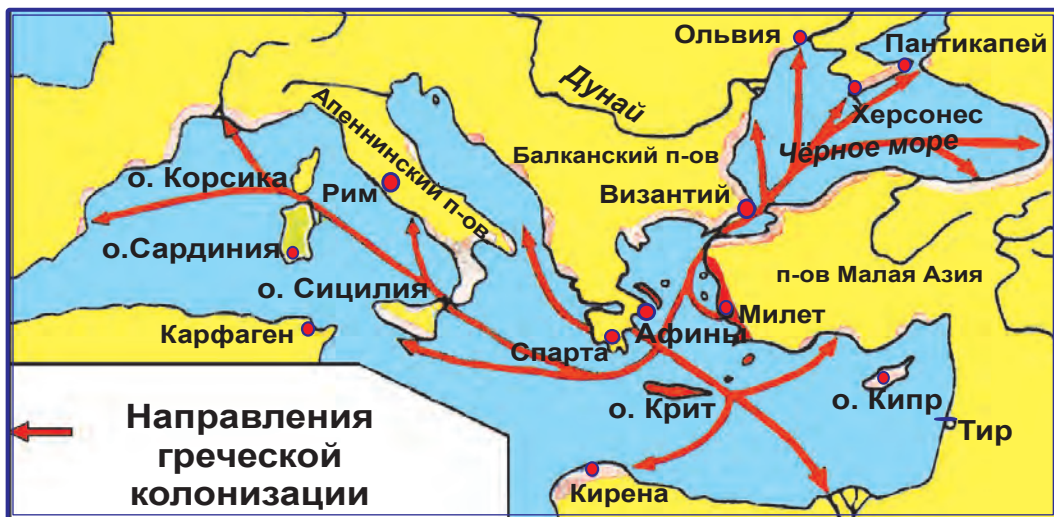 Ольвия
Пантикапей
Дунай
Херсонес
Апеннинский п-ов
Чёрное море
Балканский п-ов
о. Корсика
Рим
Византий
о.Сардиния
п-ов Малая Азия
о. Сицилия
Милет
Карфаген
Афины
Спарта
о. Крит
о. Кипр
Тир
Кирена
Направления
греческой
колонизации